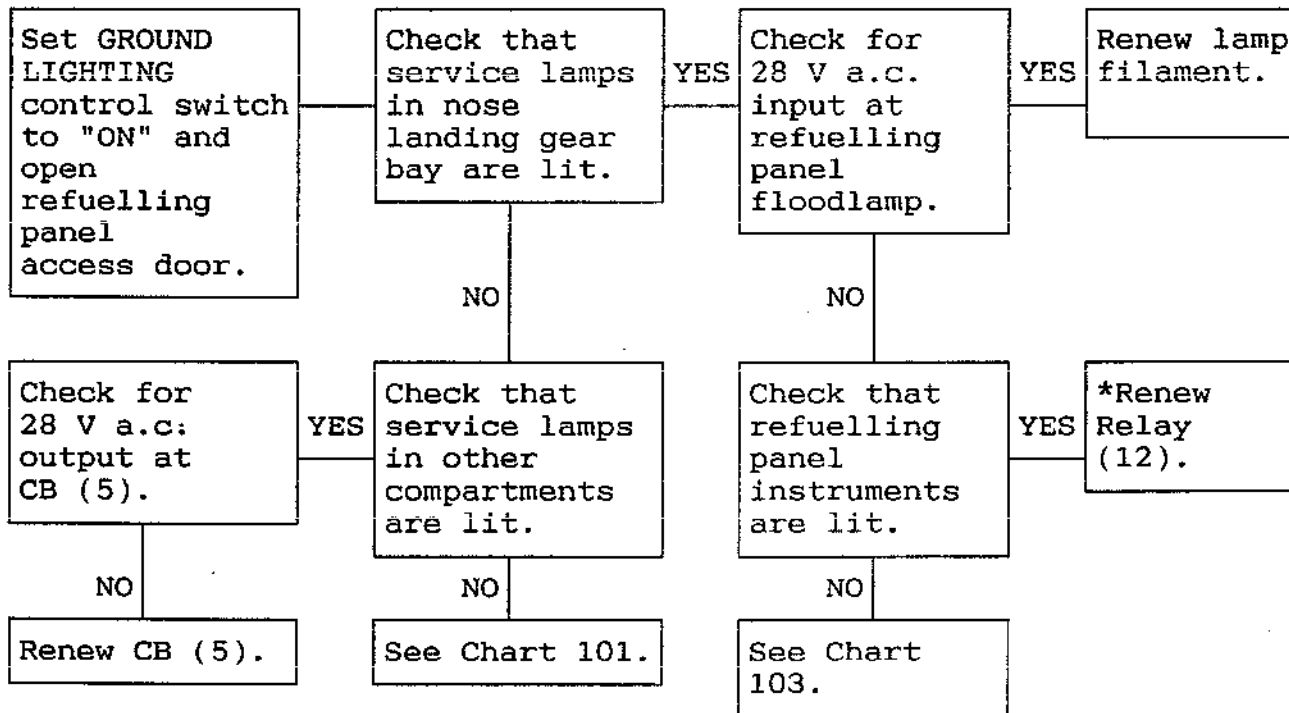 Set GROUND
LIGHTING
control switch
to "ON" and
open
refuelling
panel
access door.
Check that
service lamps
in nose
landing gear
bay are lit.
YES
Check for
28 V a.c.
input at
refuelling
panel
floodlamp.
YES
Renew lamp
filament.
NO
NO
Check for
28 V a.c.
output at
CB (5).
YES
Check that
service lamps
in other
compartments
are lit.
Check that
refuelling
panel
instruments
are lit.
YES
*Renew
Relay
(12).
NO
NO
NO
Renew CB (5).
See Chart 101.
See Chart
103.